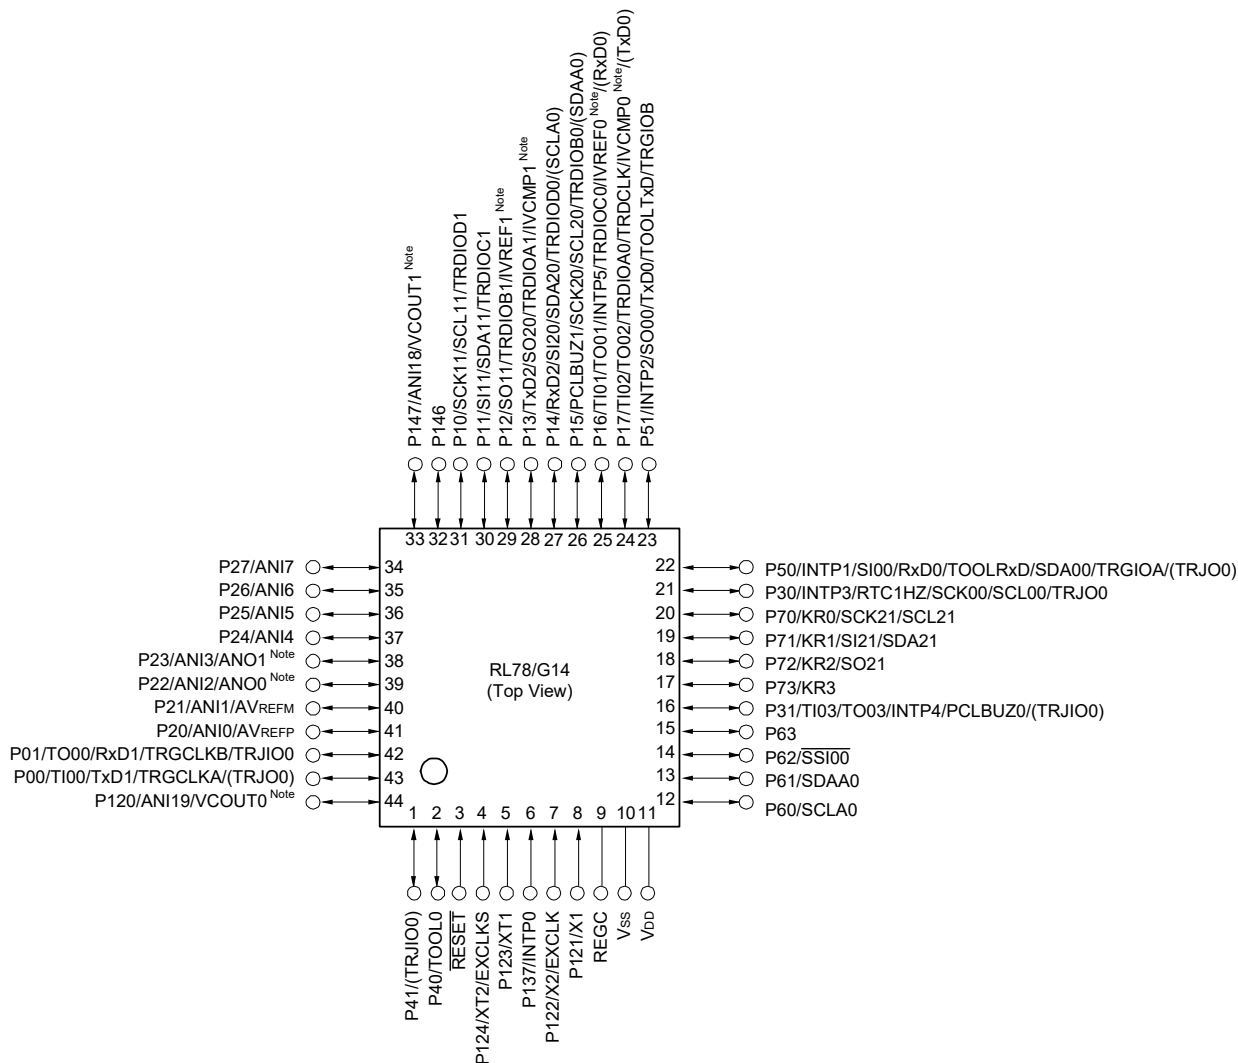 P147/ANI18/VCOUT1 Note
P146
P10/SCK11/SCL11/TRDIOD1
P11/SI11/SDA11/TRDIOC1
P12/SO11/TRDIOB1/IVREF1 Note
P13/TxD2/SO20/TRDIOA1/IVCMP1 Note
P14/RxD2/SI20/SDA20/TRDIOD0/(SCLA0)
P15/PCLBUZ1/SCK20/SCL20/TRDIOB0/(SDAA0)
P16/TI01/TO01/INTP5/TRDIOC0/IVREF0 Note/(RxD0)
P17/TI02/TO02/TRDIOA0/TRDCLK/IVCMP0 Note/(TxD0)
P51/INTP2/SO00/TxD0/TOOLTxD/TRGIOB
33 32 31 30 29 28 27 26 25 24 23
P27/ANI7 34
P26/ANI6 35
P25/ANI5 36
P24/ANI4 37
P23/ANI3/ANO1 Note 38
P22/ANI2/ANO0 Note 39
P21/ANI1/AVREFM 40
P20/ANI0/AVREFP 41
P01/TO00/RxD1/TRGCLKB/TRJIO0 42
P00/TI00/TxD1/TRGCLKA/(TRJO0) 43
P120/ANI19/VCOUT0 Note 44
RL78/G14
(Top View)
22 P50/INTP1/SI00/RxD0/TOOLRxD/SDA00/TRGIOA/(TRJO0)
21 P30/INTP3/RTC1HZ/SCK00/SCL00/TRJO0
20 P70/KR0/SCK21/SCL21
19 P71/KR1/SI21/SDA21
18 P72/KR2/SO21
17 P73/KR3
16 P31/TI03/TO03/INTP4/PCLBUZ0/(TRJIO0)
15 P63
14 P62/SSI00
13 P61/SDAA0
12 P60/SCLA0
1 2 3 4 5 6 7 8 9 10 11
P41/(TRJIO0)
P40/TOOL0
RESET
P124/XT2/EXCLKS
P123/XT1
P137/INTP0
P122/X2/EXCLK
P121/X1
REGC
VSS
VDD